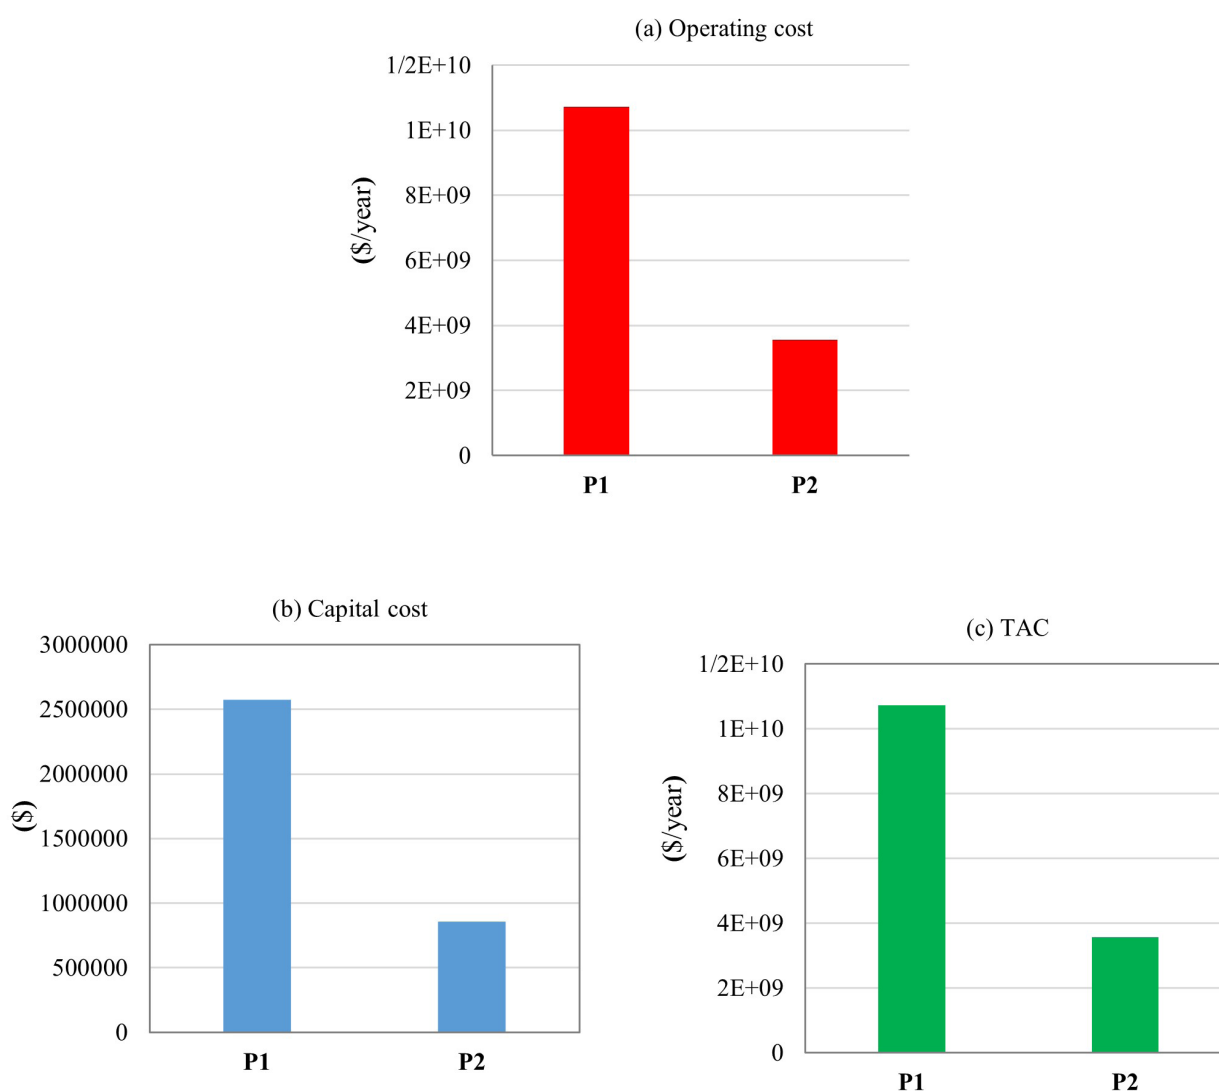 (a) Operating cost
1/2E+10
1E+10
8E+09
6E+09
4E+09
2E+09
0
($/year)
P1 P2
(b) Capital cost
3000000
2500000
2000000
1500000
1000000
500000
0
($)
P1 P2
(c) TAC
1/2E+10
1E+10
8E+09
6E+09
4E+09
2E+09
0
($/year)
P1 P2